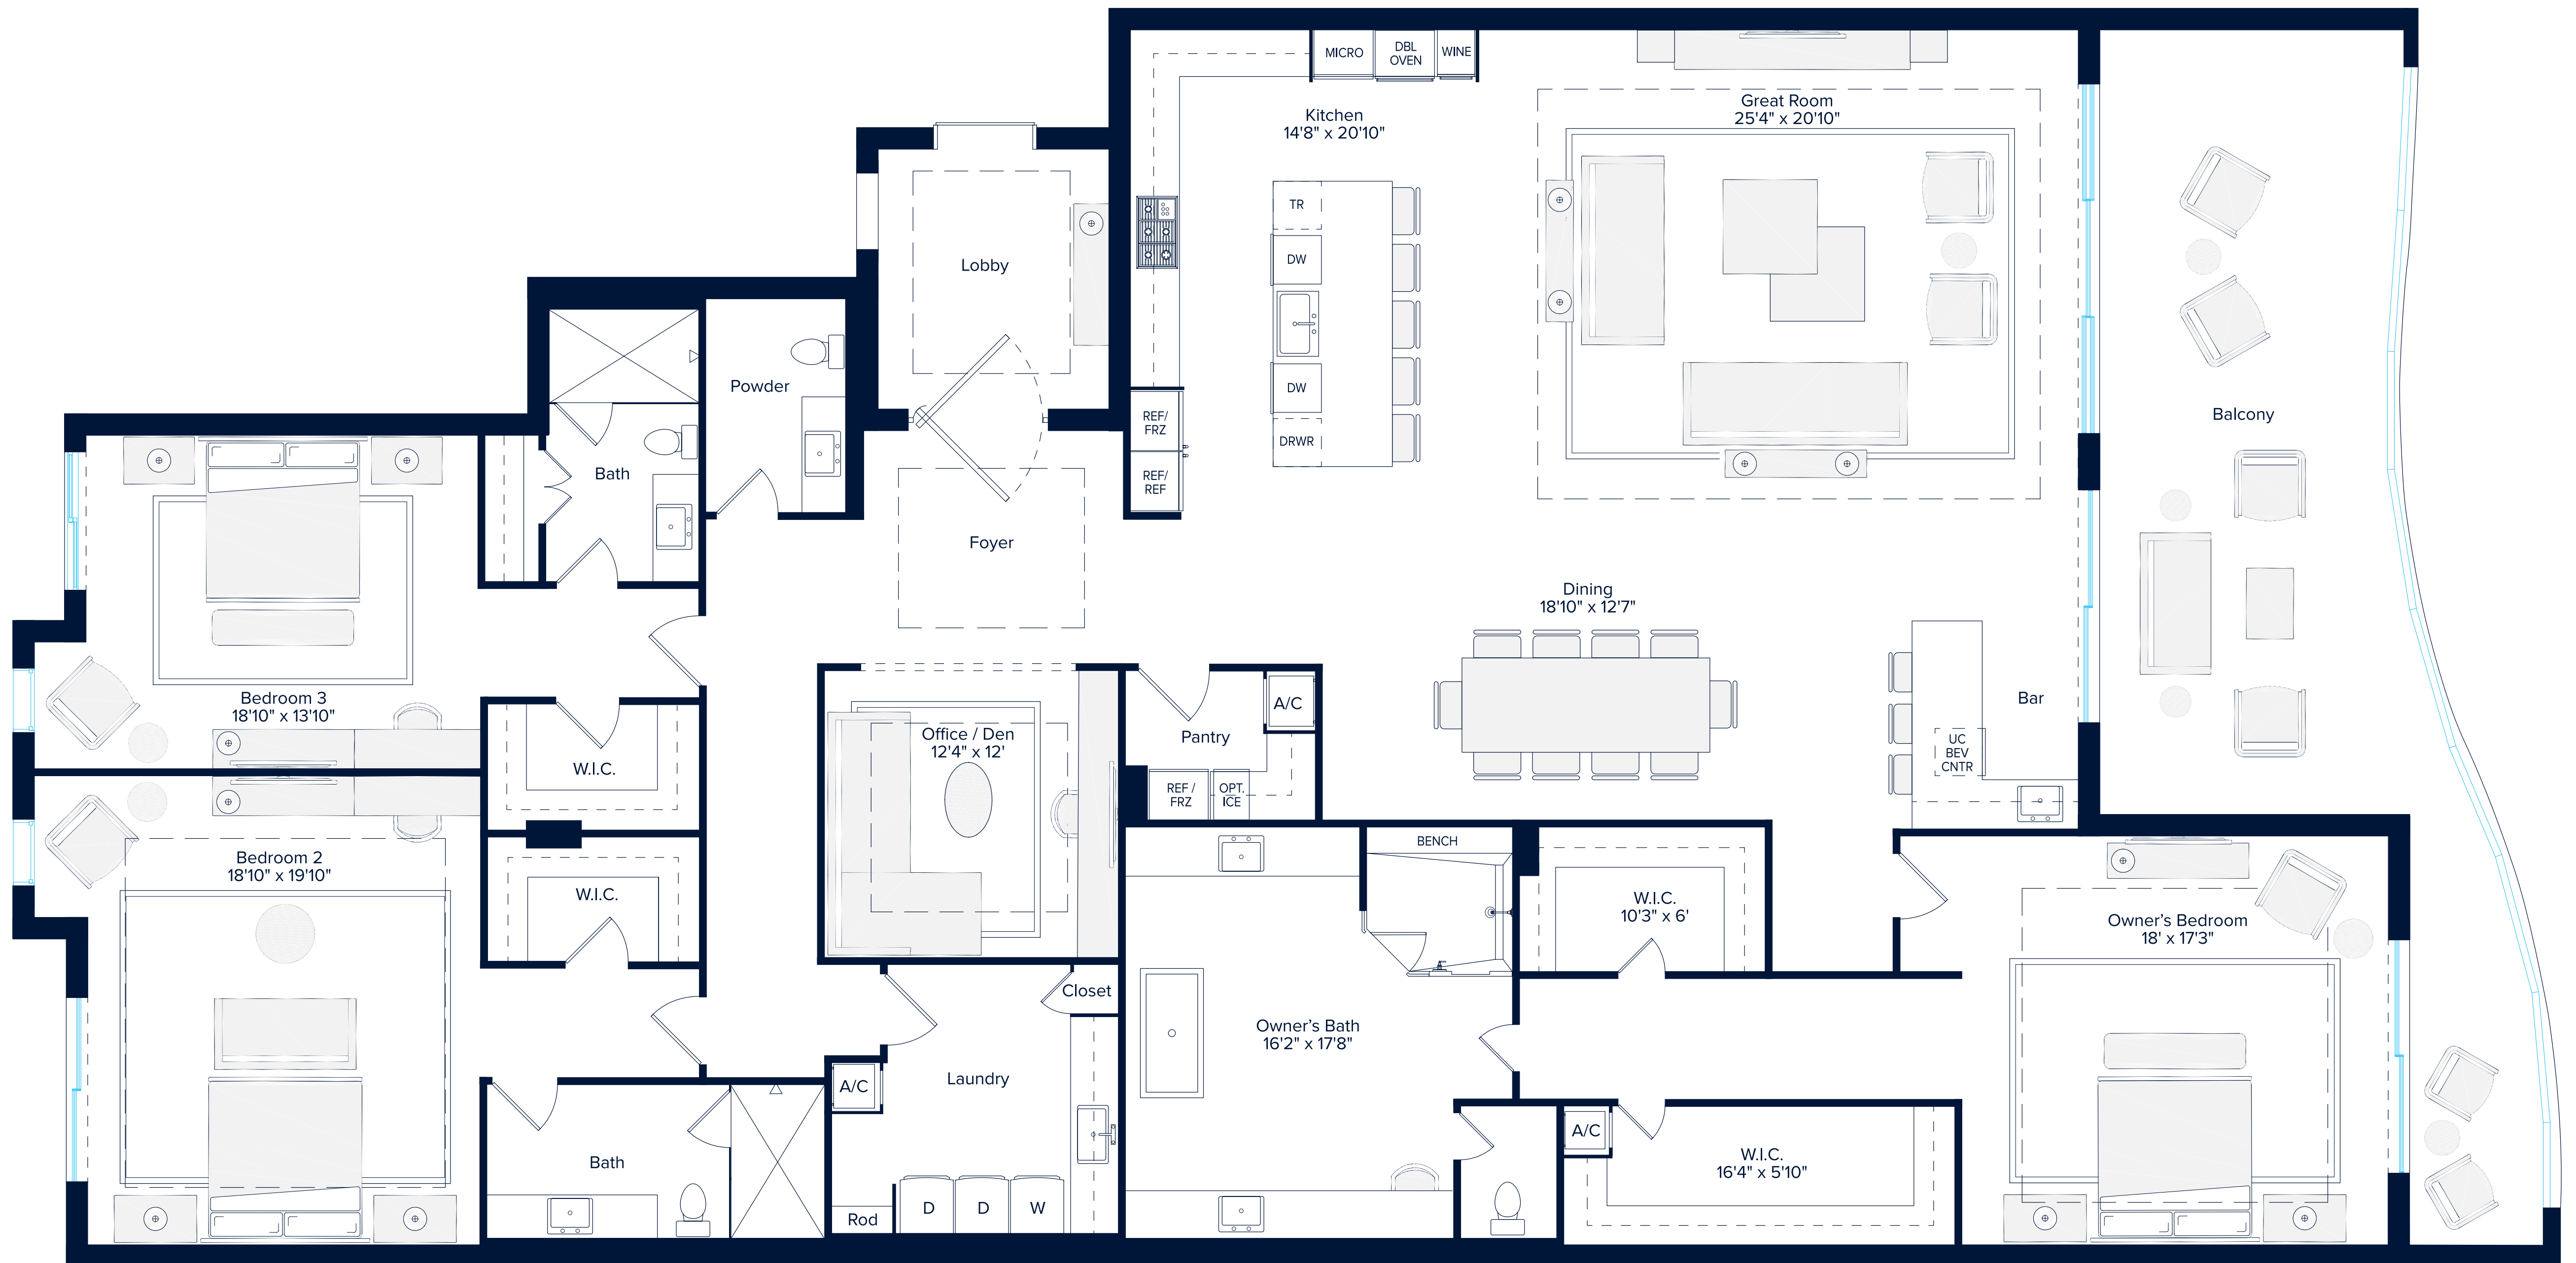 MICRO
DBL
OVEN
WINE
Kitchen
14'8" x 20'10"
Great Room
25'4" x 20'10"
TR
DW
Lobby
DW
DRWR
REF/
FRZ
REF/
REF
Powder
Balcony
Bath
Foyer
Dining
18'10" x 12'7"
Bedroom 3
18'10" x 13'10"
W.I.C.
Office / Den
12'4" x 12'
Pantry
A/C
REF /
FRZ
OPT.
ICE
Bar
UC
BEV
CNTR
Bedroom 2
18'10" x 19'10"
W.I.C.
BENCH
W.I.C.
10'3" x 6'
Owner's Bedroom
18' x 17'3"
Closet
Owner's Bath
16'2" x 17'8"
Laundry
A/C
A/C
Bath
W.I.C.
16'4" x 5'10"
Rod
D
D
W